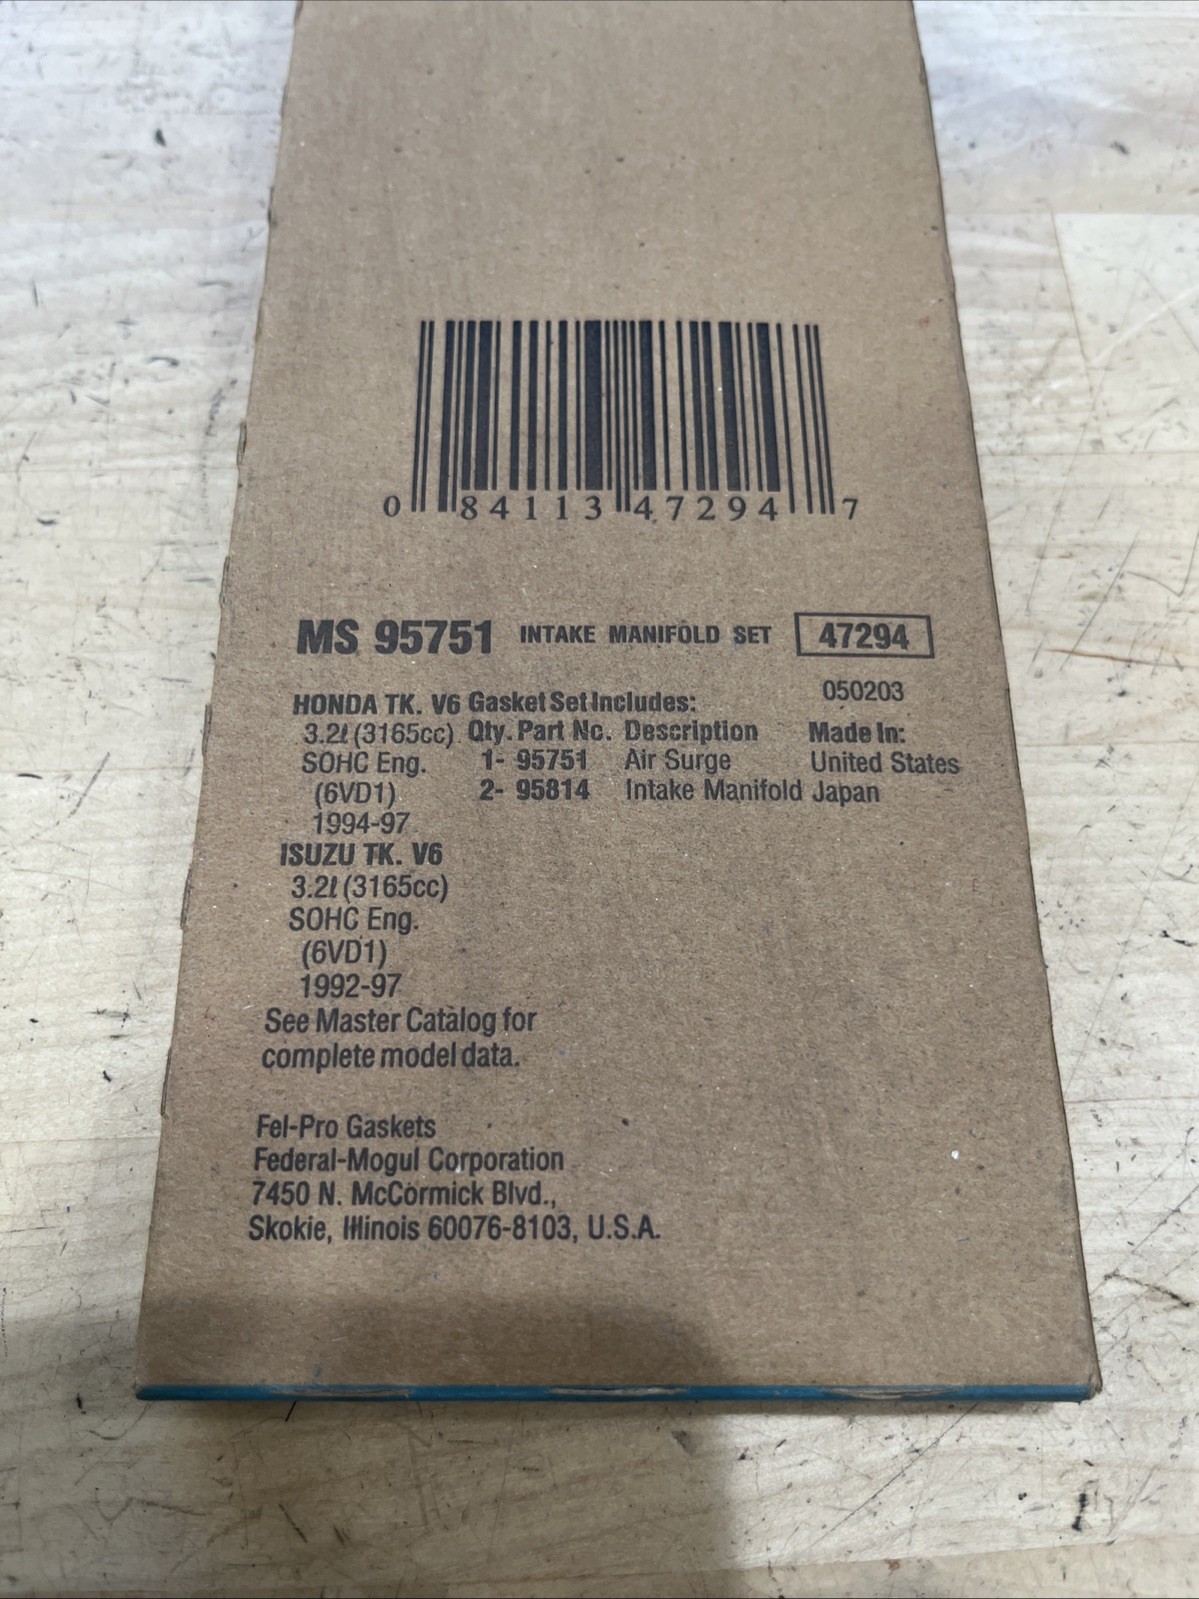 0 84113 47294 7
MS 95751 INTAKE MANIFOLD SET 47294
050203
HONDA TK. V6 Gasket Set Includes:
3.2ℓ (3165cc) Qty. Part No. Description Made In:
SOHC Eng. 1- 95751 Air Surge United States
(6VD1) 2- 95814 Intake Manifold Japan
1994-97
ISUZU TK. V6
3.2ℓ (3165cc)
SOHC Eng.
(6VD1)
1992-97
See Master Catalog for
complete model data.
Fel-Pro Gaskets
Federal-Mogul Corporation
7450 N. McCormick Blvd.,
Skokie, Illinois 60076-8103, U.S.A.